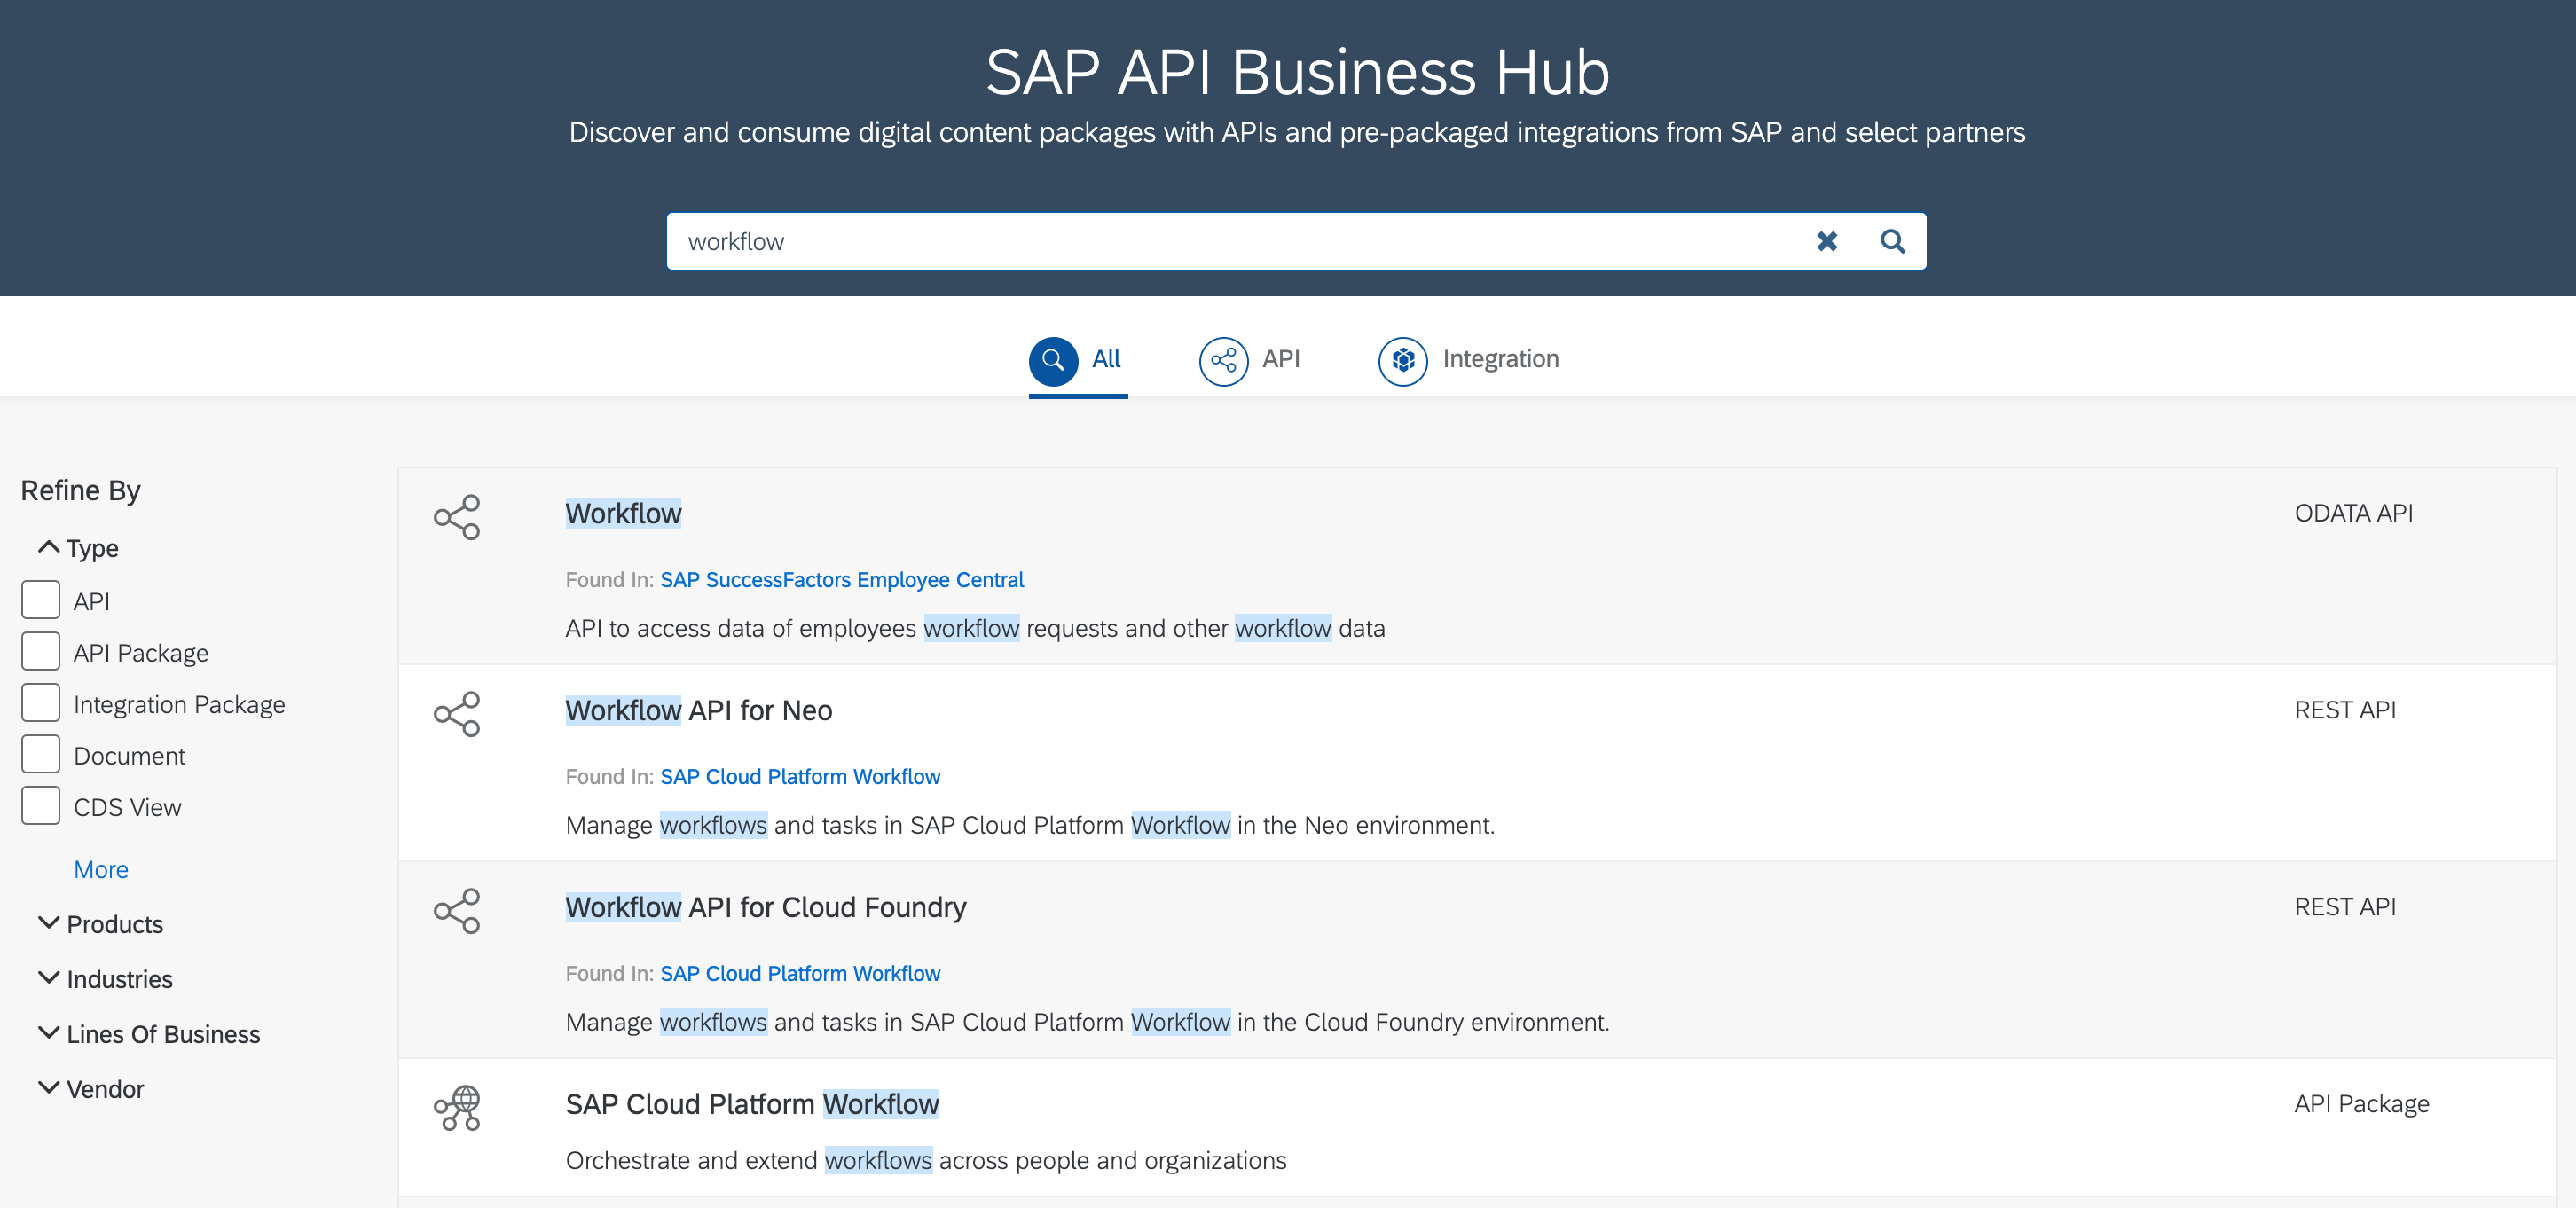 SAP API Business Hub
Discover and consume digital content packages with APIs and pre-packaged integrations from SAP and select partners
workflow
All
API
Integration
Refine By
Type
API
API Package
Integration Package
Document
CDS View
More
Products
Industries
Lines Of Business
Vendor
Workflow
ODATA API
Found In: SAP SuccessFactors Employee Central
API to access data of employees workflow requests and other workflow data
Workflow API for Neo
REST API
Found In: SAP Cloud Platform Workflow
Manage workflows and tasks in SAP Cloud Platform Workflow in the Neo environment.
Workflow API for Cloud Foundry
REST API
Found In: SAP Cloud Platform Workflow
Manage workflows and tasks in SAP Cloud Platform Workflow in the Cloud Foundry environment.
SAP Cloud Platform Workflow
API Package
Orchestrate and extend workflows across people and organizations